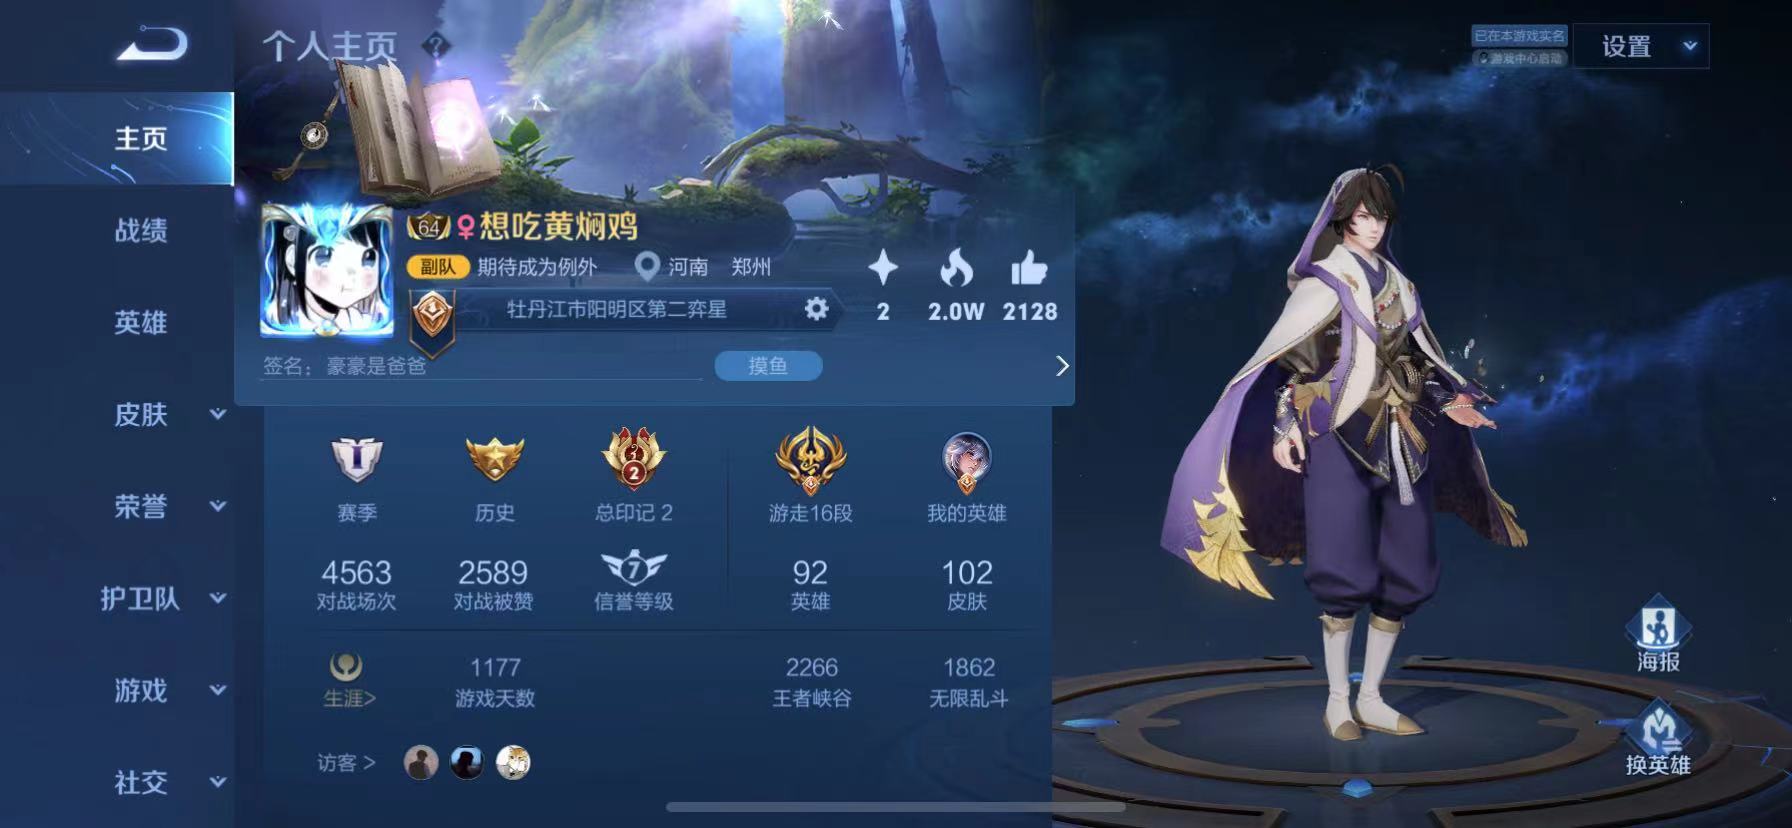 个人主页 ?
已在本游戏实名
游戏中心启动
设置
主页
战绩
英雄
皮肤
荣誉
护卫队
游戏
社交
64 ♀想吃黄焖鸡
副队 期待成为例外 河南 郑州
牡丹江市阳明区第二弈星
2 2.0W 2128
签名： 豪豪是爸爸
摸鱼
I
2
赛季 历史 总印记 2 游走16段 我的英雄
4563 2589 7 92 102
对战场次 对战被赞 信誉等级 英雄 皮肤
1177 2266 1862
生涯> 游戏天数 王者峡谷 无限乱斗
访客 >
海报
换英雄